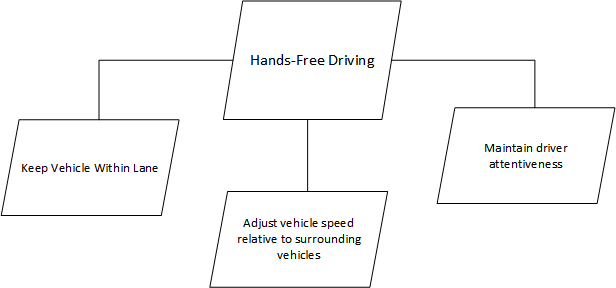 Hands-Free Driving
Keep Vehicle Within Lane
Maintain driver
attentiveness
Adjust vehicle speed
relative to surrounding
vehicles